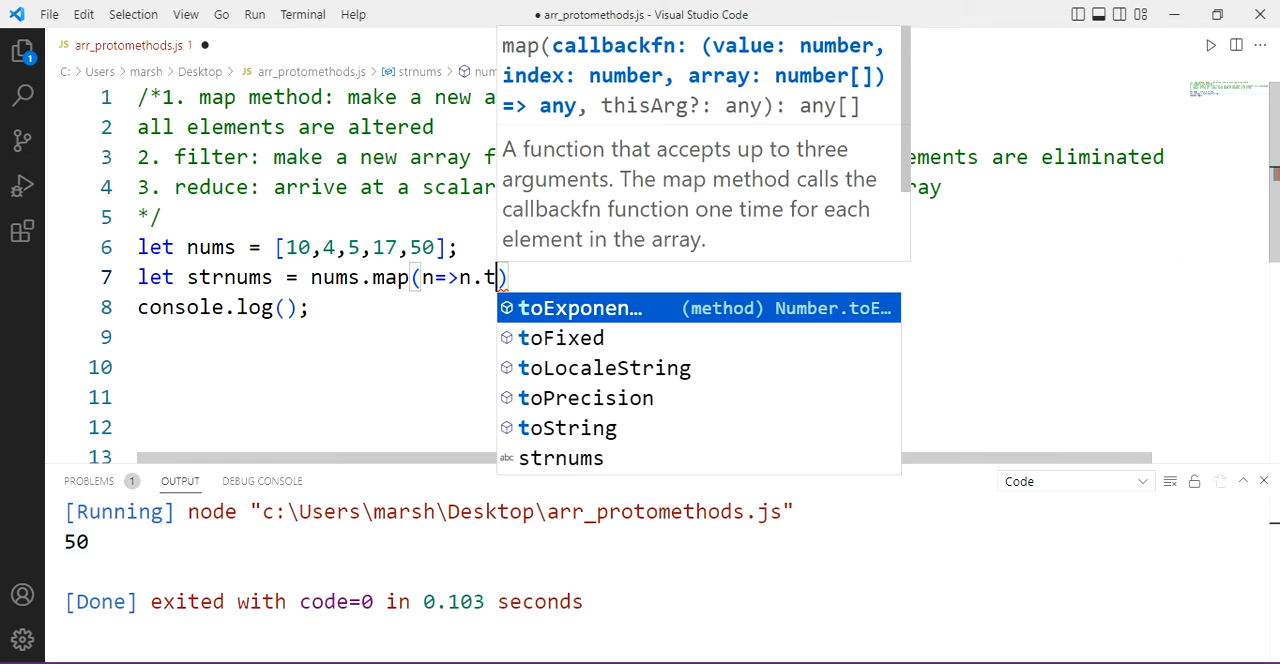 File Edit Selection View Go Run Terminal Help
● arr_protomethods.js - Visual Studio Code
JS arr_protomethods.js 1 ●
C: > Users > marsh > Desktop > JS arr_protomethods.js > strnums > num
1 /*1. map method: make a new a
2 all elements are altered
3 2. filter: make a new array f ements are eliminated
4 3. reduce: arrive at a scalar ray
5 */
6 let nums = [10,4,5,17,50];
7 let strnums = nums.map(n=>n.t)
8 console.log();
9
10
11
12
13
map(callbackfn: (value: number,
index: number, array: number[])
=> any, thisArg?: any): any[]
A function that accepts up to three
arguments. The map method calls the
callbackfn function one time for each
element in the array.
toExponen… (method) Number.toE…
toFixed
toLocaleString
toPrecision
toString
abc strnums
PROBLEMS 1 OUTPUT DEBUG CONSOLE
Code
[Running] node "c:\Users\marsh\Desktop\arr_protomethods.js"
50
[Done] exited with code=0 in 0.103 seconds
1